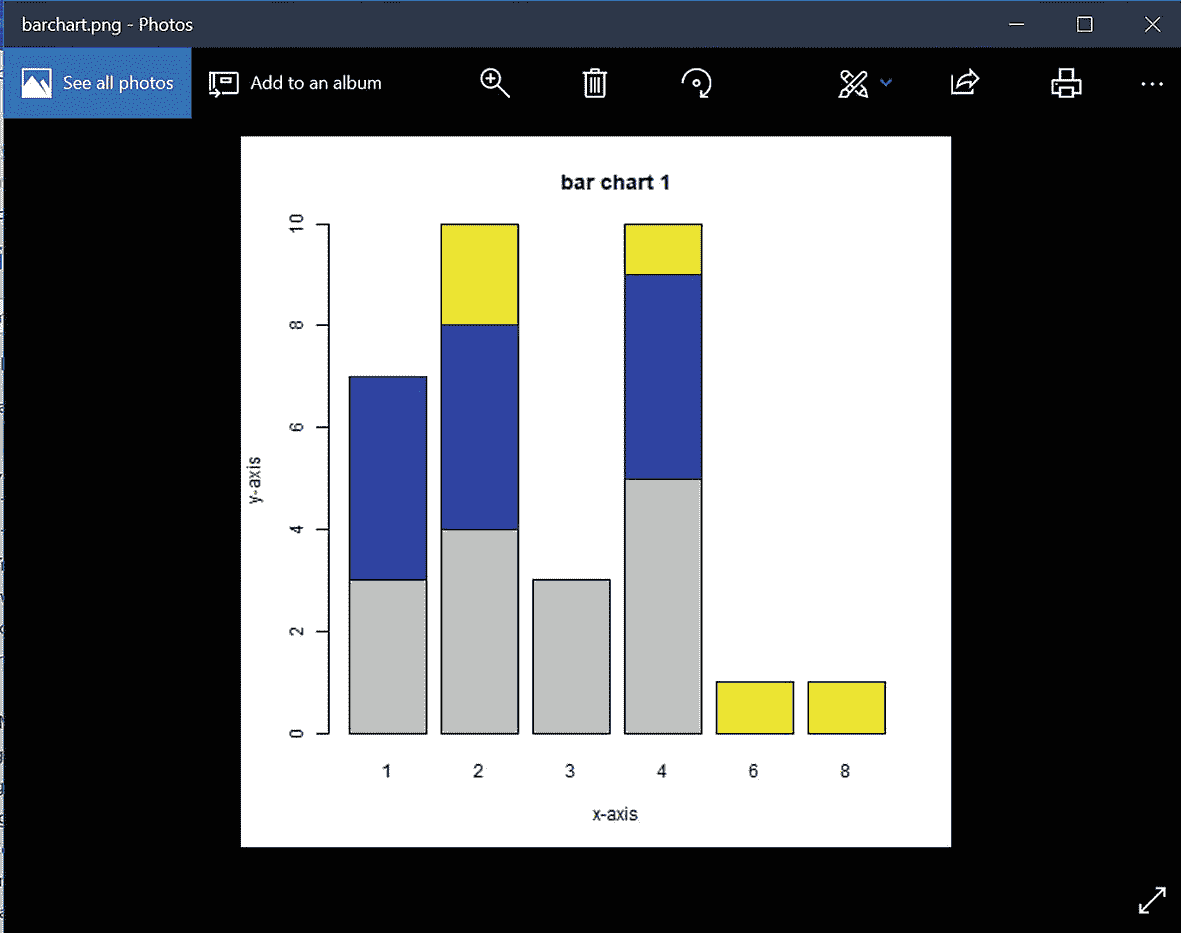 barchart.png - Photos
See all photos
Add to an album
bar chart 1
10
8
6
4
2
0
y-axis
1 2 3 4 6 8
x-axis